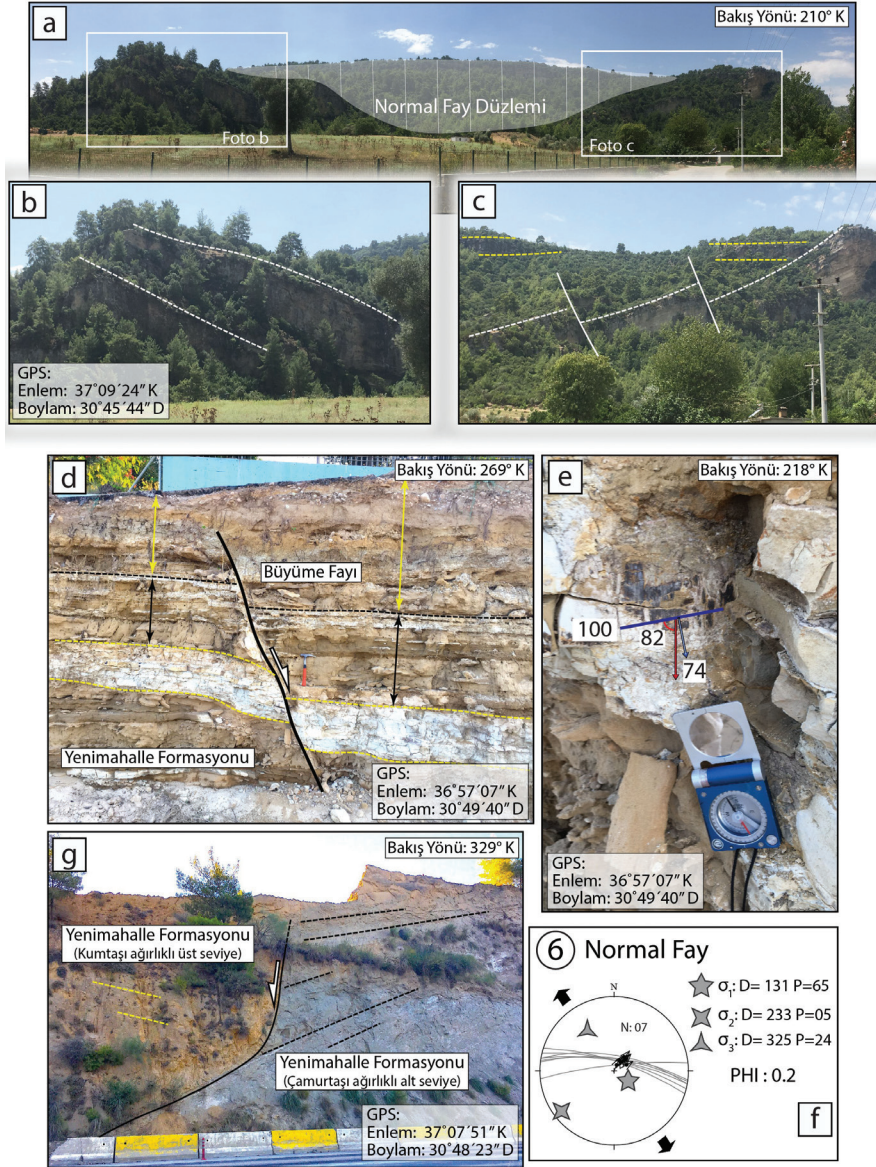 a
Bakış Yönü: 210° K
Normal Fay Düzlemi
Foto b
Foto c
b
GPS:
Enlem: 37°09´24" K
Boylam: 30°45´44" D
c
d
Bakış Yönü: 269° K
Büyüme Fayı
Yenimahalle Formasyonu
GPS:
Enlem: 36°57´07" K
Boylam: 30°49´40" D
e
Bakış Yönü: 218° K
100
82
74
GPS:
Enlem: 36°57´07" K
Boylam: 30°49´40" D
g
Bakış Yönü: 329° K
Yenimahalle Formasyonu
(Kumtaşı ağırlıklı üst seviye)
Yenimahalle Formasyonu
(Çamurtaşı ağırlıklı alt seviye)
GPS:
Enlem: 37°07´51" K
Boylam: 30°48´23" D
6 Normal Fay
N
N: 07
σ1: D= 131 P=65
σ2: D= 233 P=05
σ3: D= 325 P=24
PHI : 0.2
f